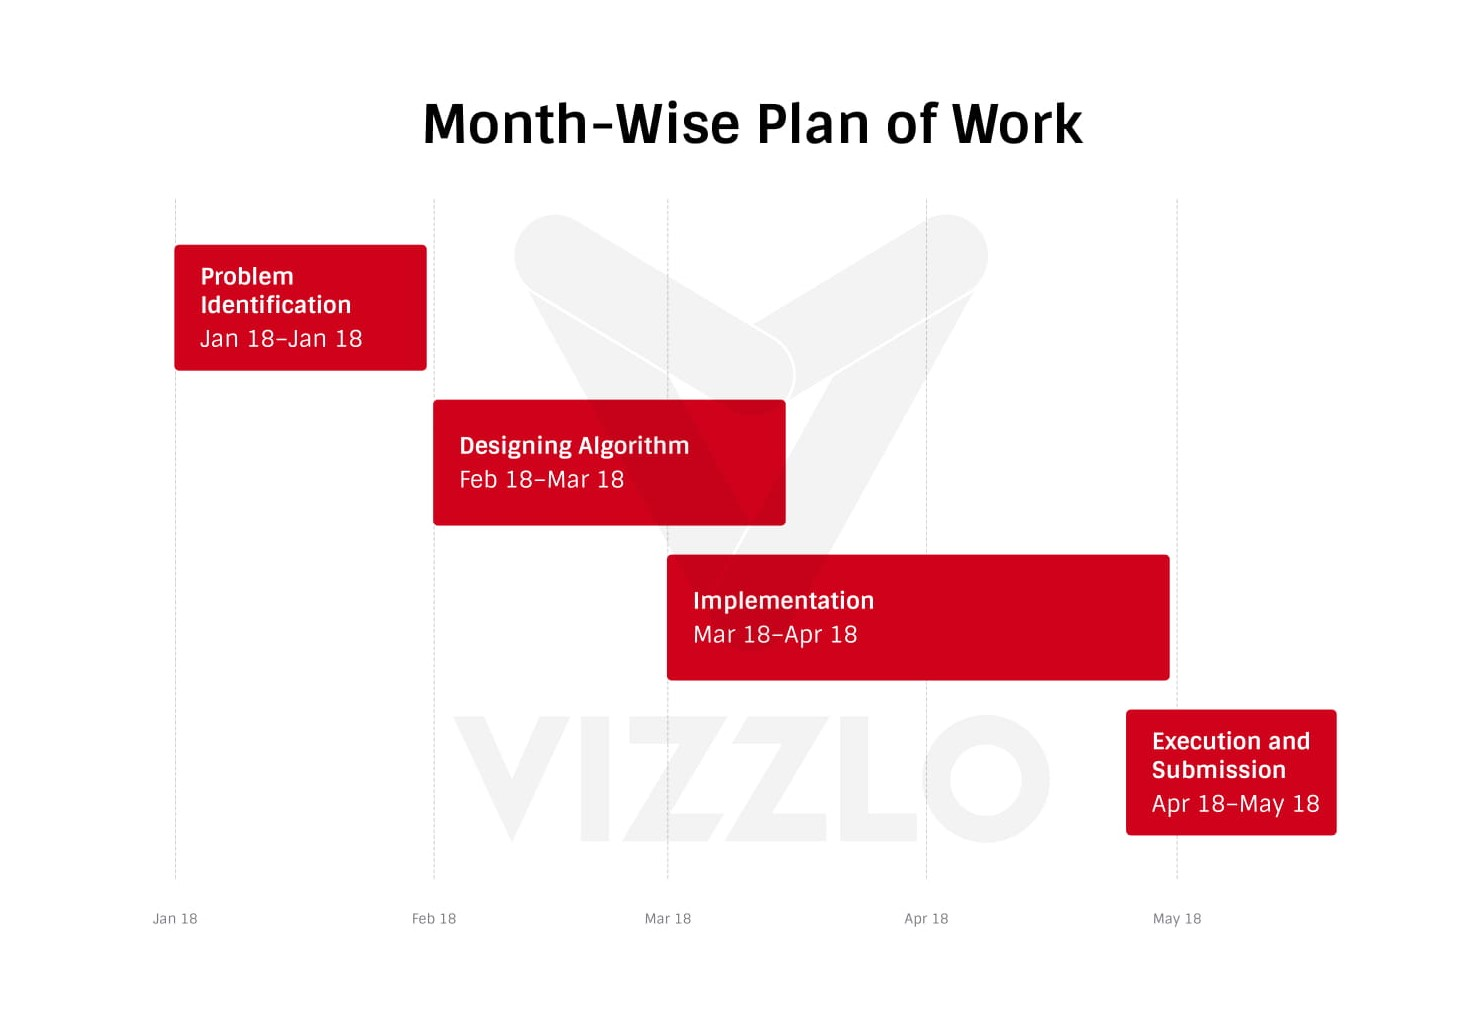 Month-Wise Plan of Work
Problem
Identification
Jan 18–Jan 18
Designing Algorithm
Feb 18–Mar 18
Implementation
Mar 18–Apr 18
Execution and
Submission
Apr 18–May 18
VIZZLO
Jan 18
Feb 18
Mar 18
Apr 18
May 18